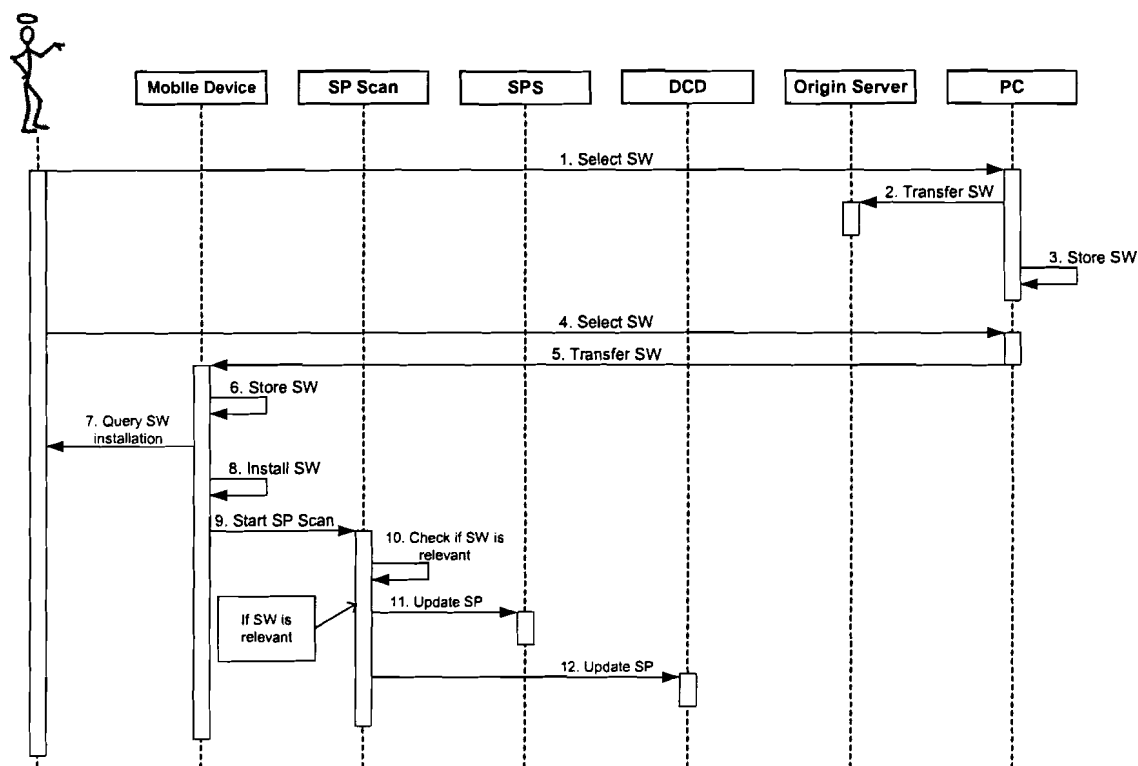 Mobile Device
SP Scan
SPS
DCD
Origin Server
PC
1. Select SW
2. Transfer SW
3. Store SW
4. Select SW
5. Transfer SW
6. Store SW
7. Query SW
installation
8. Install SW
9. Start SP Scan
10. Check if SW is
relevant
If SW is
relevant
11. Update SP
12. Update SP